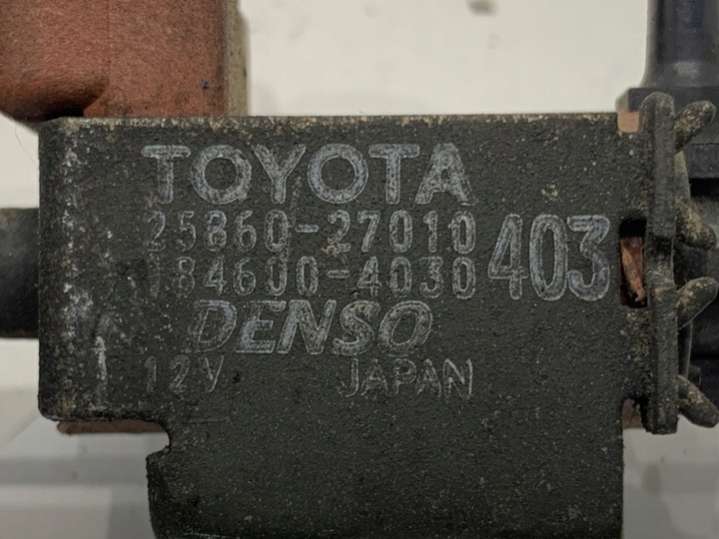 TOYOTA
25860-27010
184600-4030
403
DENSO
12V JAPAN